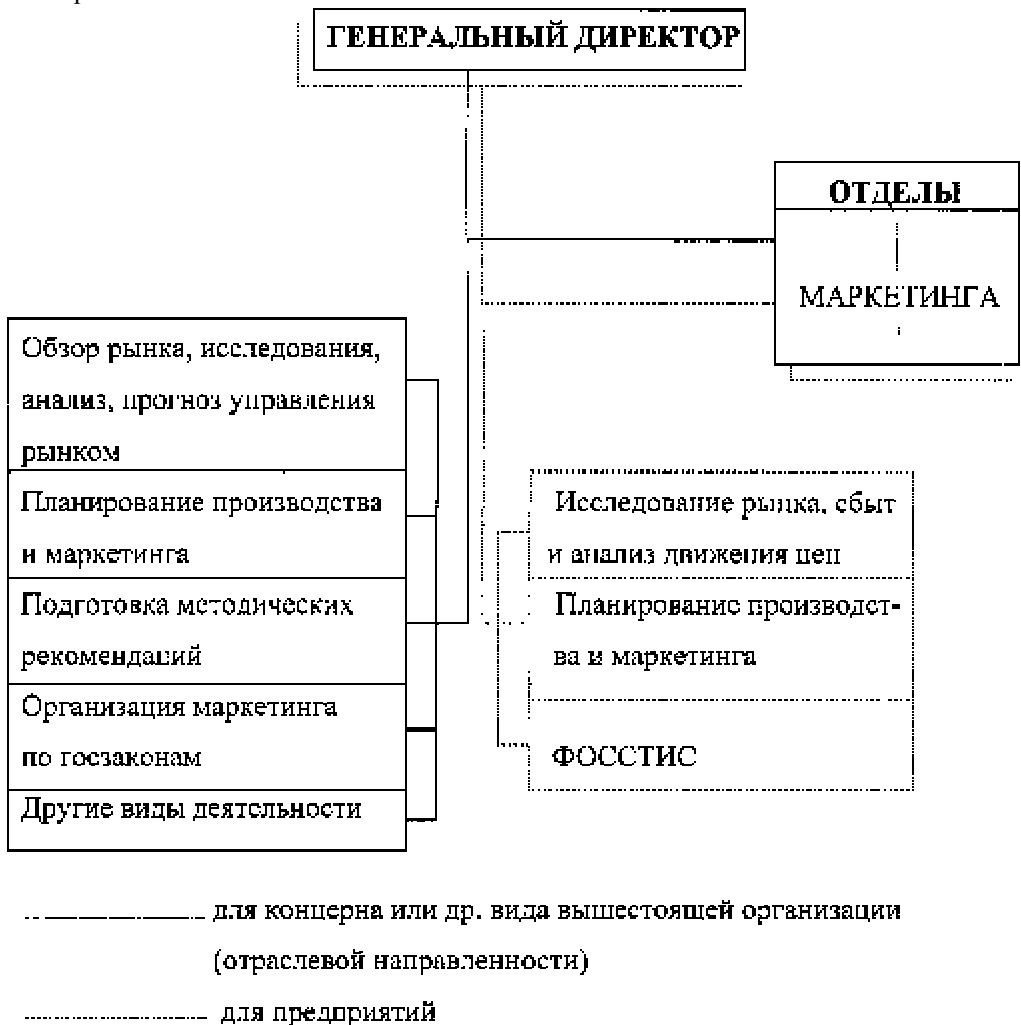 ГЕНЕРАЛЬНЫЙ ДИРЕКТОР
ОТДЕЛЫ
МАРКЕТИНГА
Обзор рынка, исследования,
анализ, прогноз управления
рынком
Планирование производства
и маркетинга
Подготовка методических
рекомендаций
Организация маркетинга
по госзаконам
Другие виды деятельности
Исследование рынка, сбыт
и анализ движения цен
Планирование производст-
ва и маркетинга
ФОССТИС
для концерна или др. вида вышестоящей организации
(отраслевой направленности)
для предприятий